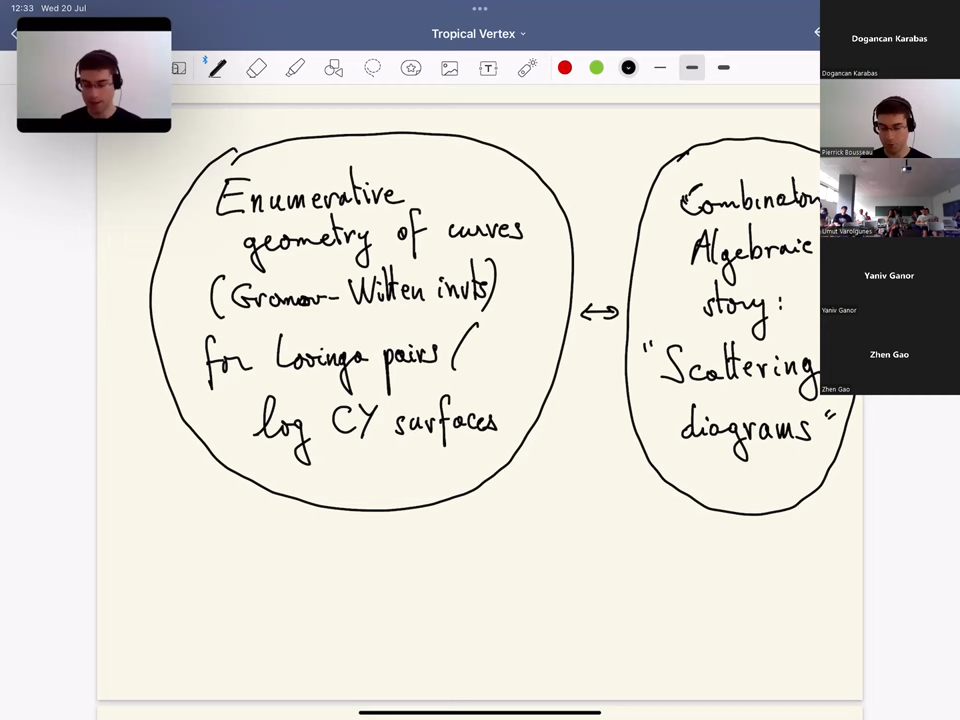 12:33 Wed 20 Jul
Tropical Vertex
Enumerative
geometry of curves
(Gromov-Witten invts)
for Looijenga pairs /
log CY surfaces
"Combinator
Algebraic
story:
"Scattering
diagrams"
Dogancan Karabas
Dogancan Karabas
Pierrick Bousseau
Umut Varolgunes
Yaniv Ganor
Yaniv Ganor
Zhen Gao
Zhen Gao